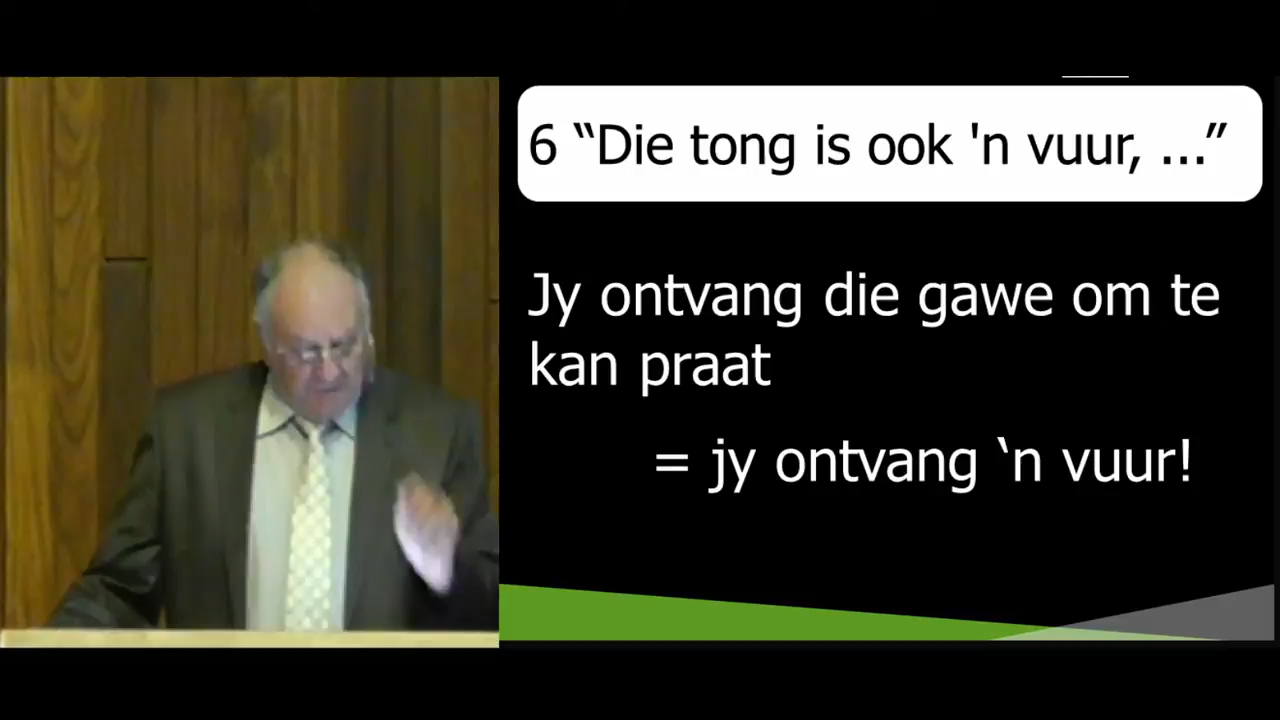 6 “Die tong is ook 'n vuur, ...”
Jy ontvang die gawe om te
kan praat
= jy ontvang ‘n vuur!